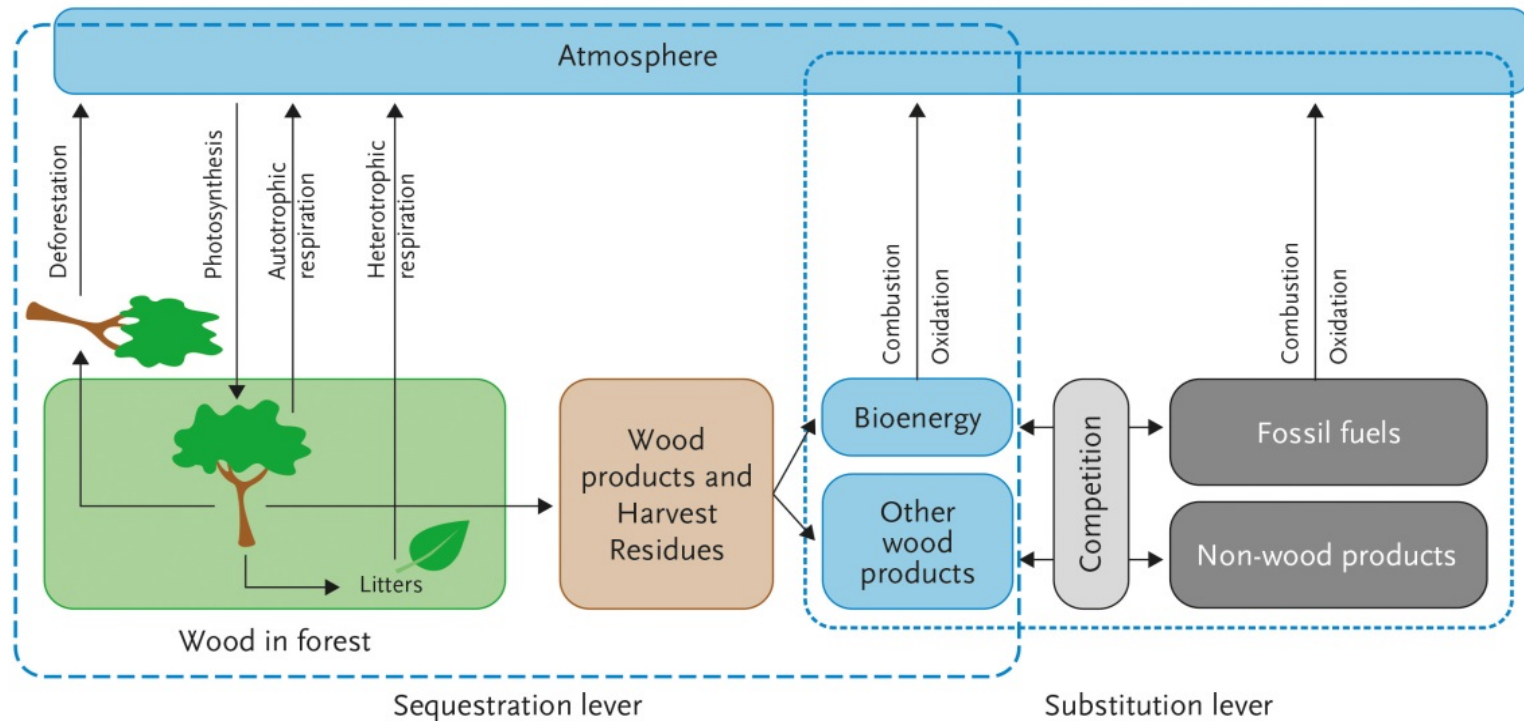 Atmosphere
Deforestation
Photosynthesis
Autotrophic
respiration
Heterotrophic
respiration
Combustion
Oxidation
Combustion
Oxidation
Wood
products and
Harvest
Residues
Bioenergy
Other
wood
products
Competition
Fossil fuels
Non-wood products
Litters
Wood in forest
Sequestration lever
Substitution lever